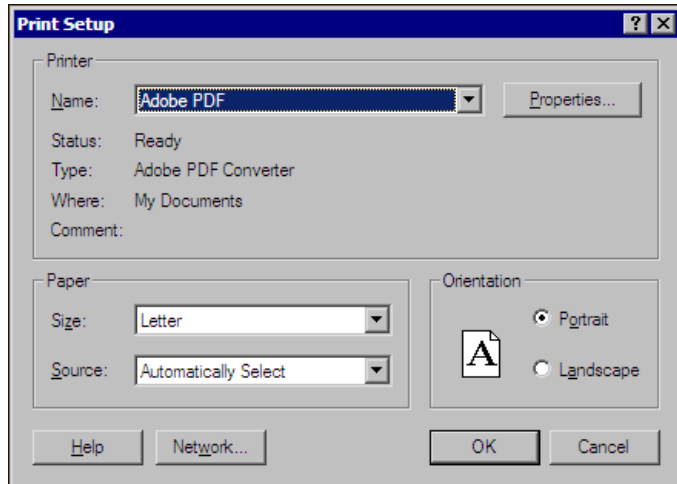 Print Setup
Printer
Name: Adobe PDF Properties...
Status: Ready
Type: Adobe PDF Converter
Where: My Documents
Comment:
Paper
Size: Letter
Source: Automatically Select
Orientation
A
Portrait
Landscape
Help Network... OK Cancel